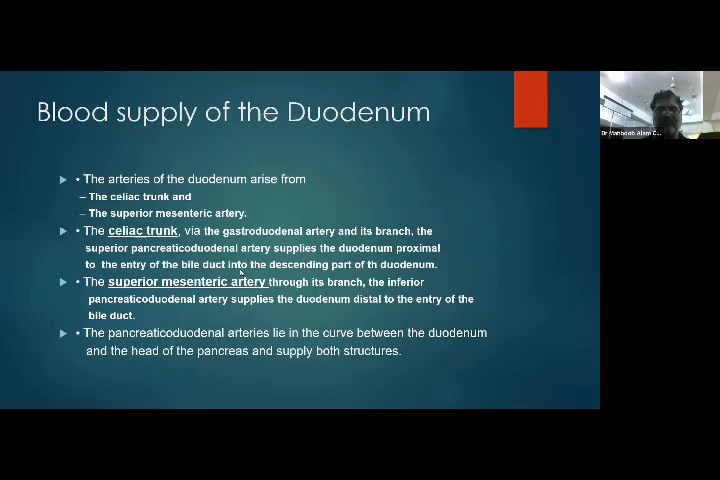 Blood supply of the Duodenum
• The arteries of the duodenum arise from
– The celiac trunk and
– The superior mesenteric artery.
• The celiac trunk, via the gastroduodenal artery and its branch, the
superior pancreaticoduodenal artery supplies the duodenum proximal
to the entry of the bile duct into the descending part of th duodenum.
• The superior mesenteric artery through its branch, the inferior
pancreaticoduodenal artery supplies the duodenum distal to the entry of the
bile duct.
• The pancreaticoduodenal arteries lie in the curve between the duodenum
and the head of the pancreas and supply both structures.
Dr Mahboob Alam C...